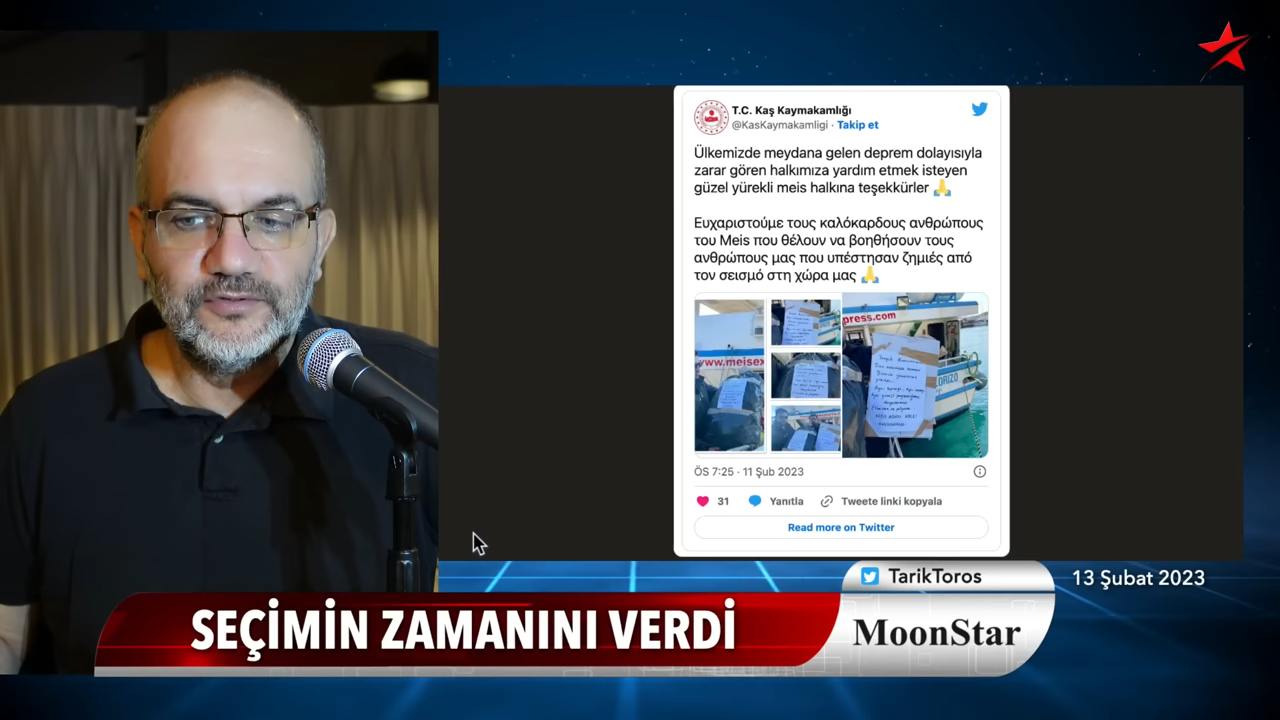 T.C. Kaş Kaymakamlığı
@KasKaymakamligi · Takip et
Ülkemizde meydana gelen deprem dolayısıyla
zarar gören halkımıza yardım etmek isteyen
güzel yürekli meis halkına teşekkürler 🙏
Ευχαριστούμε τους καλόκαρδους ανθρώπους
του Meis που θέλουν να βοηθήσουν τους
ανθρώπους μας που υπέστησαν ζημιές από
τον σεισμό στη χώρα μας 🙏
www.meisex
press.com
ÖS 7:25 · 11 Şub 2023
31 Yanıtla Tweete linki kopyala
Read more on Twitter
TarikToros
13 Şubat 2023
SEÇİMİN ZAMANINI VERDİ
MoonStar